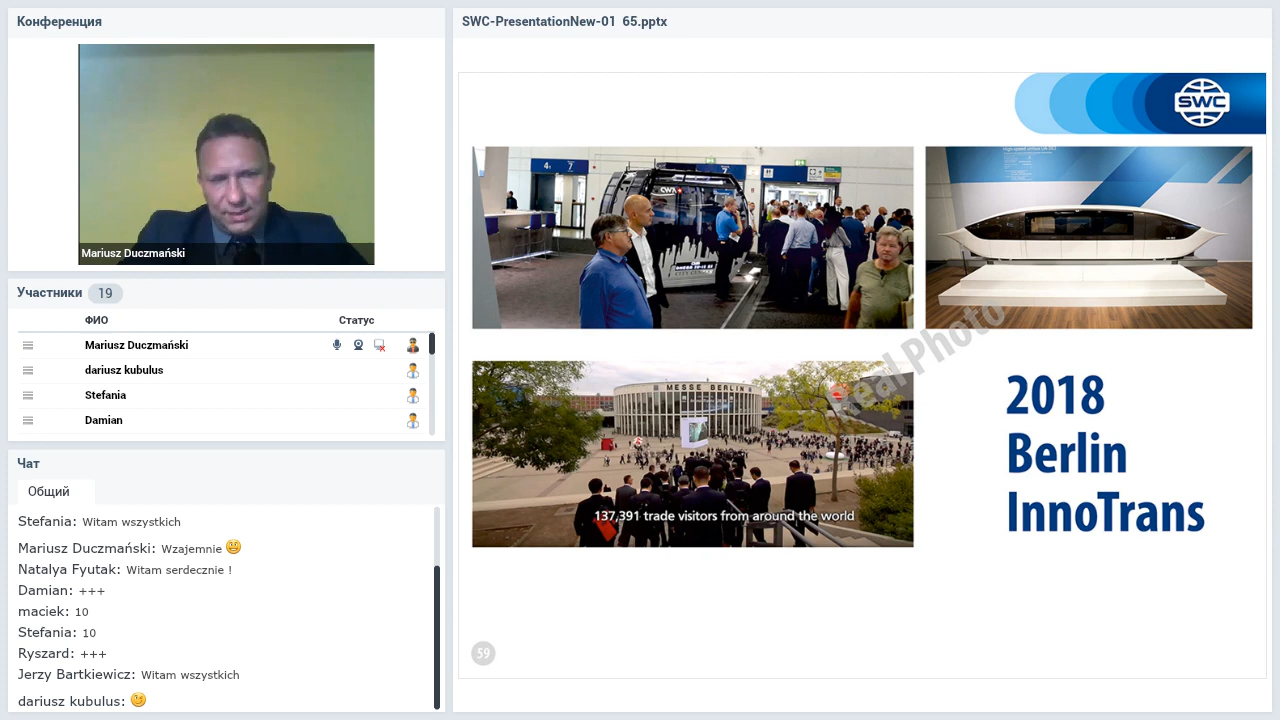 Конференция
Mariusz Duczmański
Участники 19
ФИО Статус
Mariusz Duczmański
dariusz kubulus
Stefania
Damian
Чат
Общий
Stefania: Witam wszystkich
Mariusz Duczmański: Wzajemnie
Natalya Fyutak: Witam serdecznie !
Damian: +++
maciek: 10
Stefania: 10
Ryszard: +++
Jerzy Bartkiewicz: Witam wszystkich
dariusz kubulus:
SWC-PresentationNew-01 65.pptx
SWC
7
7
MESSE BERLIN
137,391 trade visitors from around the world
Real Photo
2018
Berlin
InnoTrans
59